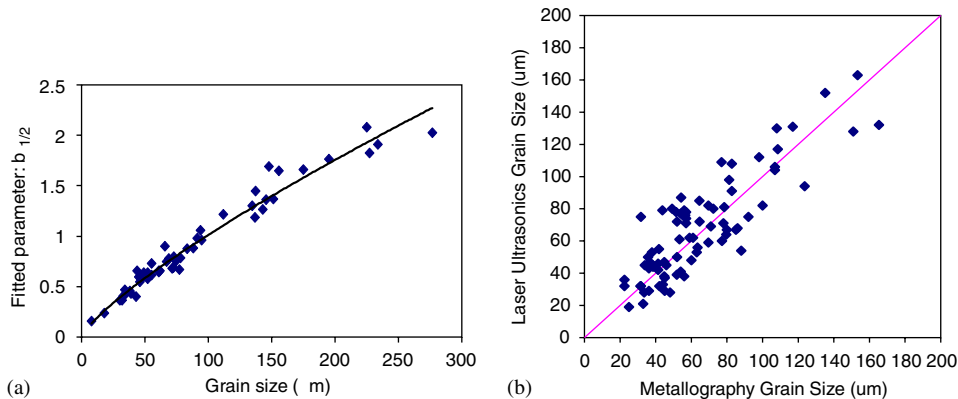 2.5
2
1.5
1
0.5
0
0 50 100 150 200 250 300
Fitted parameter: b 1/2
Grain size ( m)
(a)
200
180
160
140
120
100
80
60
40
20
0
0 20 40 60 80 100 120 140 160 180 200
Laser Ultrasonics Grain Size (um)
Metallography Grain Size (um)
(b)